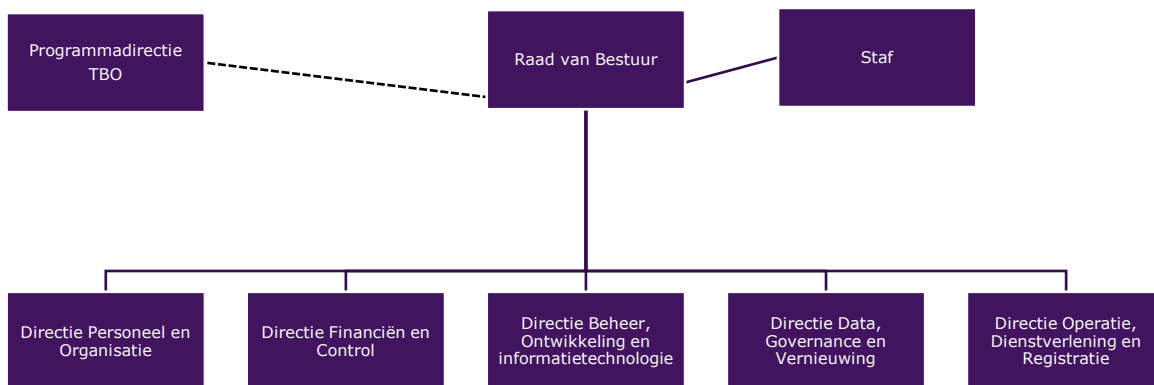 Programmadirectie
TBO
Raad van Bestuur
Staf
Directie Personeel en
Organisatie
Directie Financiën en
Control
Directie Beheer,
Ontwikkeling en
informatietechnologie
Directie Data,
Governance en
Vernieuwing
Directie Operatie,
Dienstverlening en
Registratie